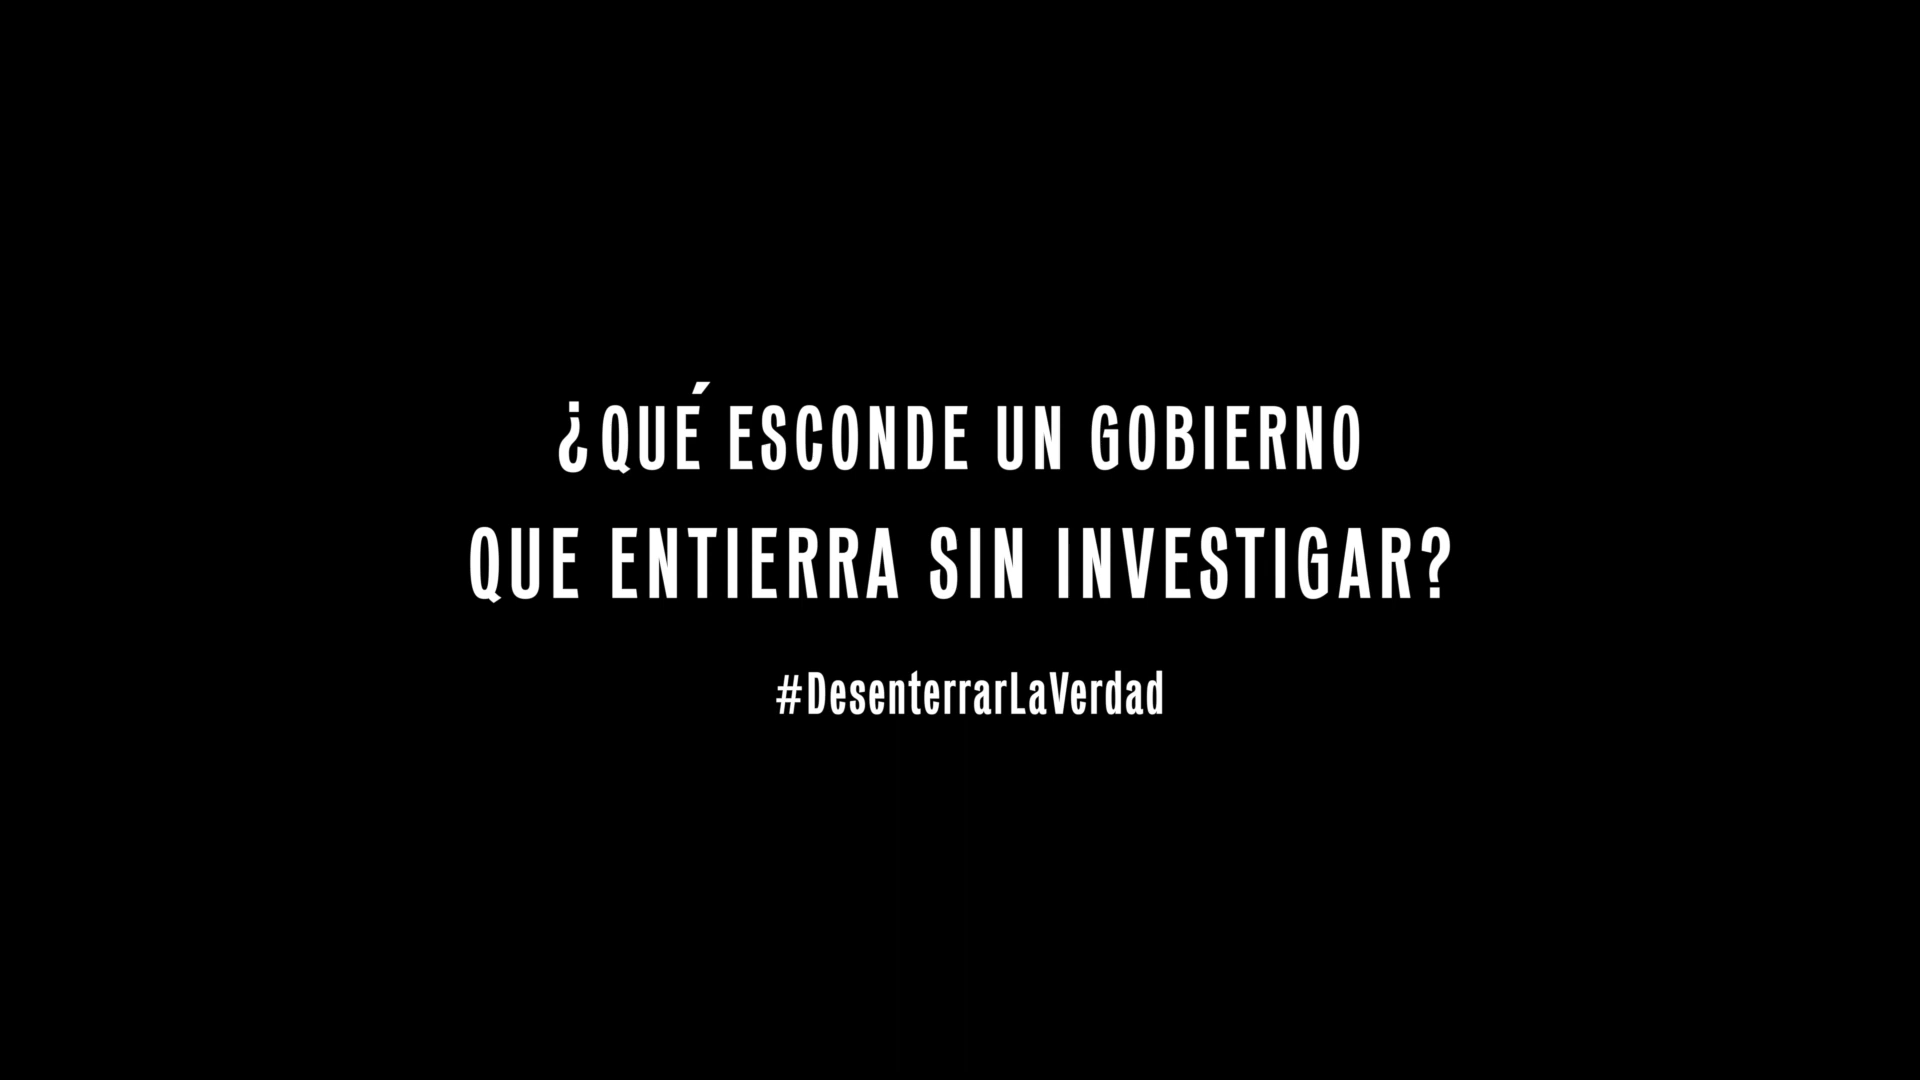 ¿QUÉ ESCONDE UN GOBIERNO
QUE ENTIERRA SIN INVESTIGAR?
#DesenterrarLaVerdad